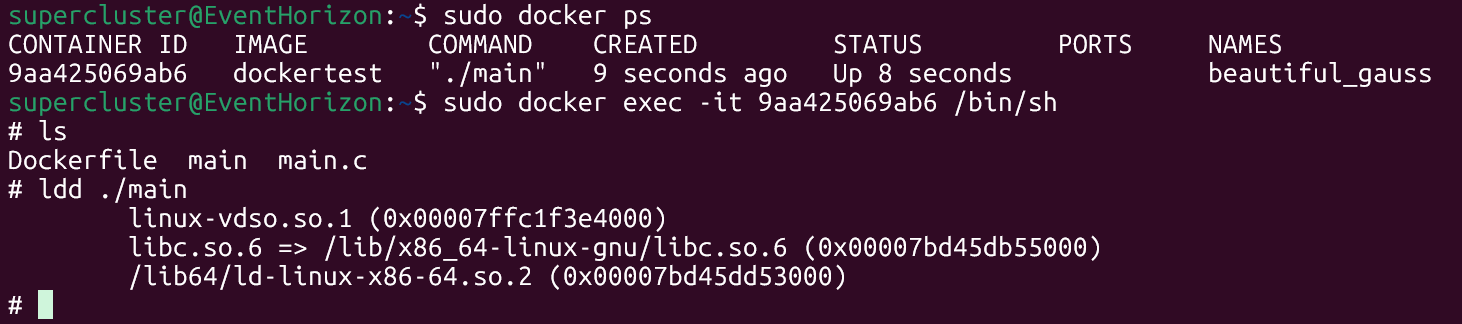 supercluster@EventHorizon:~$ sudo docker ps
CONTAINER ID   IMAGE        COMMAND    CREATED         STATUS         PORTS     NAMES
9aa425069ab6   dockertest   "./main"   9 seconds ago   Up 8 seconds             beautiful_gauss
supercluster@EventHorizon:~$ sudo docker exec -it 9aa425069ab6 /bin/sh
# ls
Dockerfile  main  main.c
# ldd ./main
        linux-vdso.so.1 (0x00007ffc1f3e4000)
        libc.so.6 => /lib/x86_64-linux-gnu/libc.so.6 (0x00007bd45db55000)
        /lib64/ld-linux-x86-64.so.2 (0x00007bd45dd53000)
#